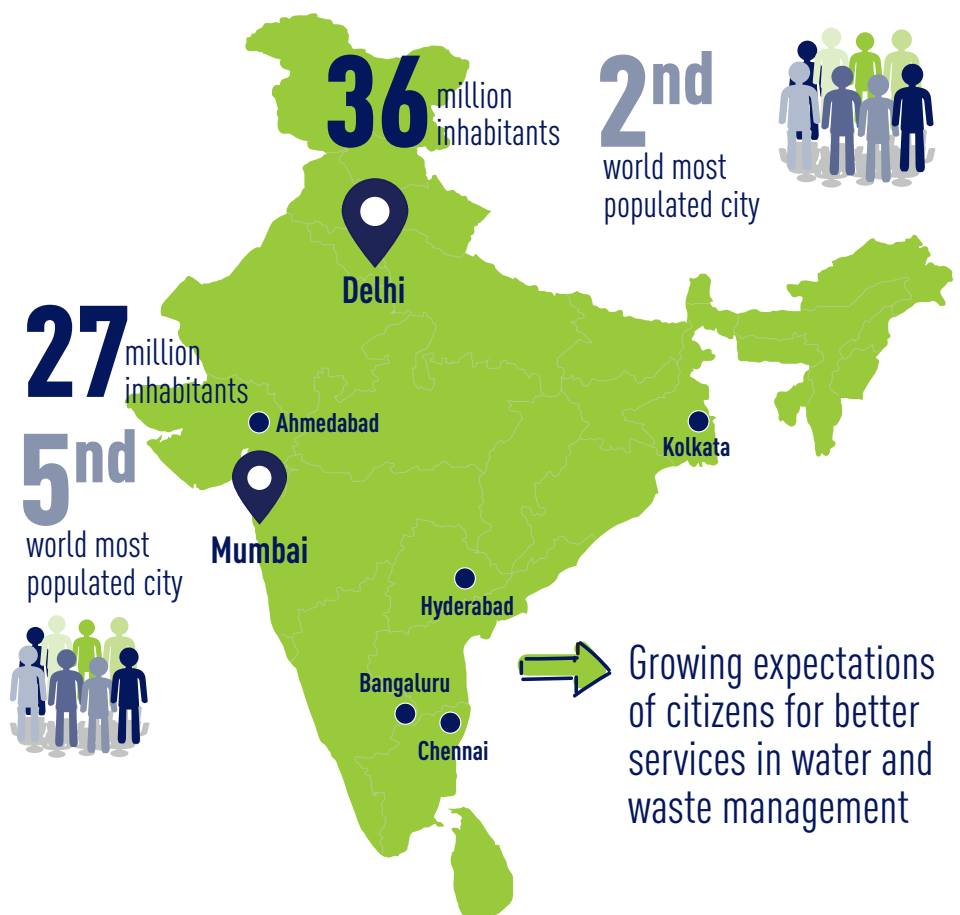 36
million
inhabitants
2nd
world most
populated city
Delhi
27
million
inhabitants
5nd
world most
populated city
Ahmedabad
Kolkata
Mumbai
Hyderabad
Bangaluru
Chennai
Growing expectations
of citizens for better
services in water and
waste management